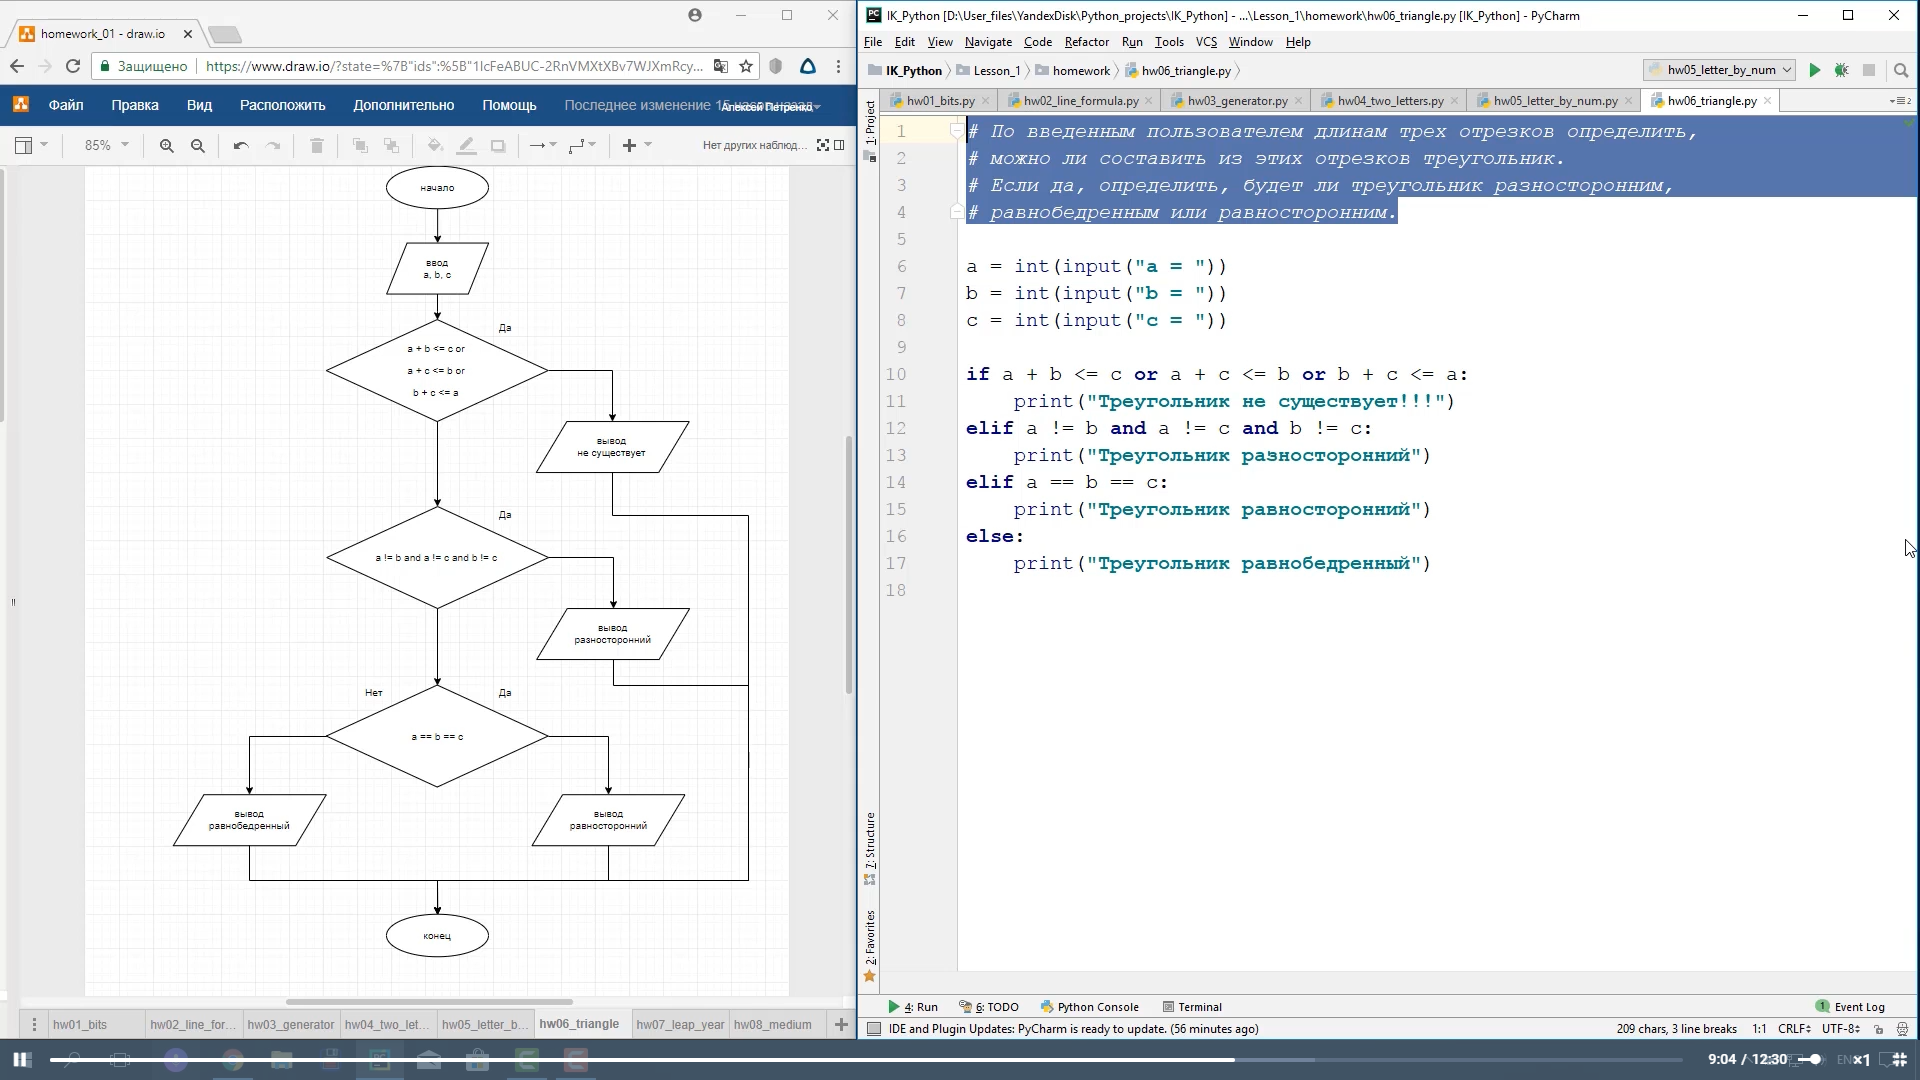 homework_01 - draw.io
Защищено
https://www.draw.io/?state=%7B"ids":%5B"1IcFeABUC-2RnVMXtXBv7WJXmRcy...
Файл Правка Вид Расположить Дополнительно Помощь Последнее изменение 15 часов назад
Алексей Петренко
85%
Нет других наблюд...
начало
ввод
a, b, c
Да
a + b <= c or
a + c <= b or
b + c <= a
вывод
не существует
Да
a != b and a != c and b != c
вывод
разносторонний
Нет
Да
a == b == c
вывод
равнобедренный
вывод
равносторонний
конец
hw01_bits hw02_line_for... hw03_generator hw04_two_let... hw05_letter_b... hw06_triangle hw07_leap_year hw08_medium
IK_Python [D:\User_files\YandexDisk\Python_projects\IK_Python] - ...\Lesson_1\homework\hw06_triangle.py [IK_Python] - PyCharm
File Edit View Navigate Code Refactor Run Tools VCS Window Help
IK_Python Lesson_1 homework hw06_triangle.py
hw05_letter_by_num
hw01_bits.py hw02_line_formula.py hw03_generator.py hw04_two_letters.py hw05_letter_by_num.py hw06_triangle.py
1: Project
7: Structure
2: Favorites
1 # По введенным пользователем длинам трех отрезков определить,
2 # можно ли составить из этих отрезков треугольник.
3 # Если да, определить, будет ли треугольник разносторонним,
4 # равнобедренным или равносторонним.
5
6 a = int(input("a = "))
7 b = int(input("b = "))
8 c = int(input("c = "))
9
10 if a + b <= c or a + c <= b or b + c <= a:
11 print("Треугольник не существует!!!")
12 elif a != b and a != c and b != c:
13 print("Треугольник разносторонний")
14 elif a == b == c:
15 print("Треугольник равносторонний")
16 else:
17 print("Треугольник равнобедренный")
18
4: Run 6: TODO Python Console Terminal 1 Event Log
IDE and Plugin Updates: PyCharm is ready to update. (56 minutes ago)
209 chars, 3 line breaks 1:1 CRLF UTF-8
9:04 / 12:30 ×1